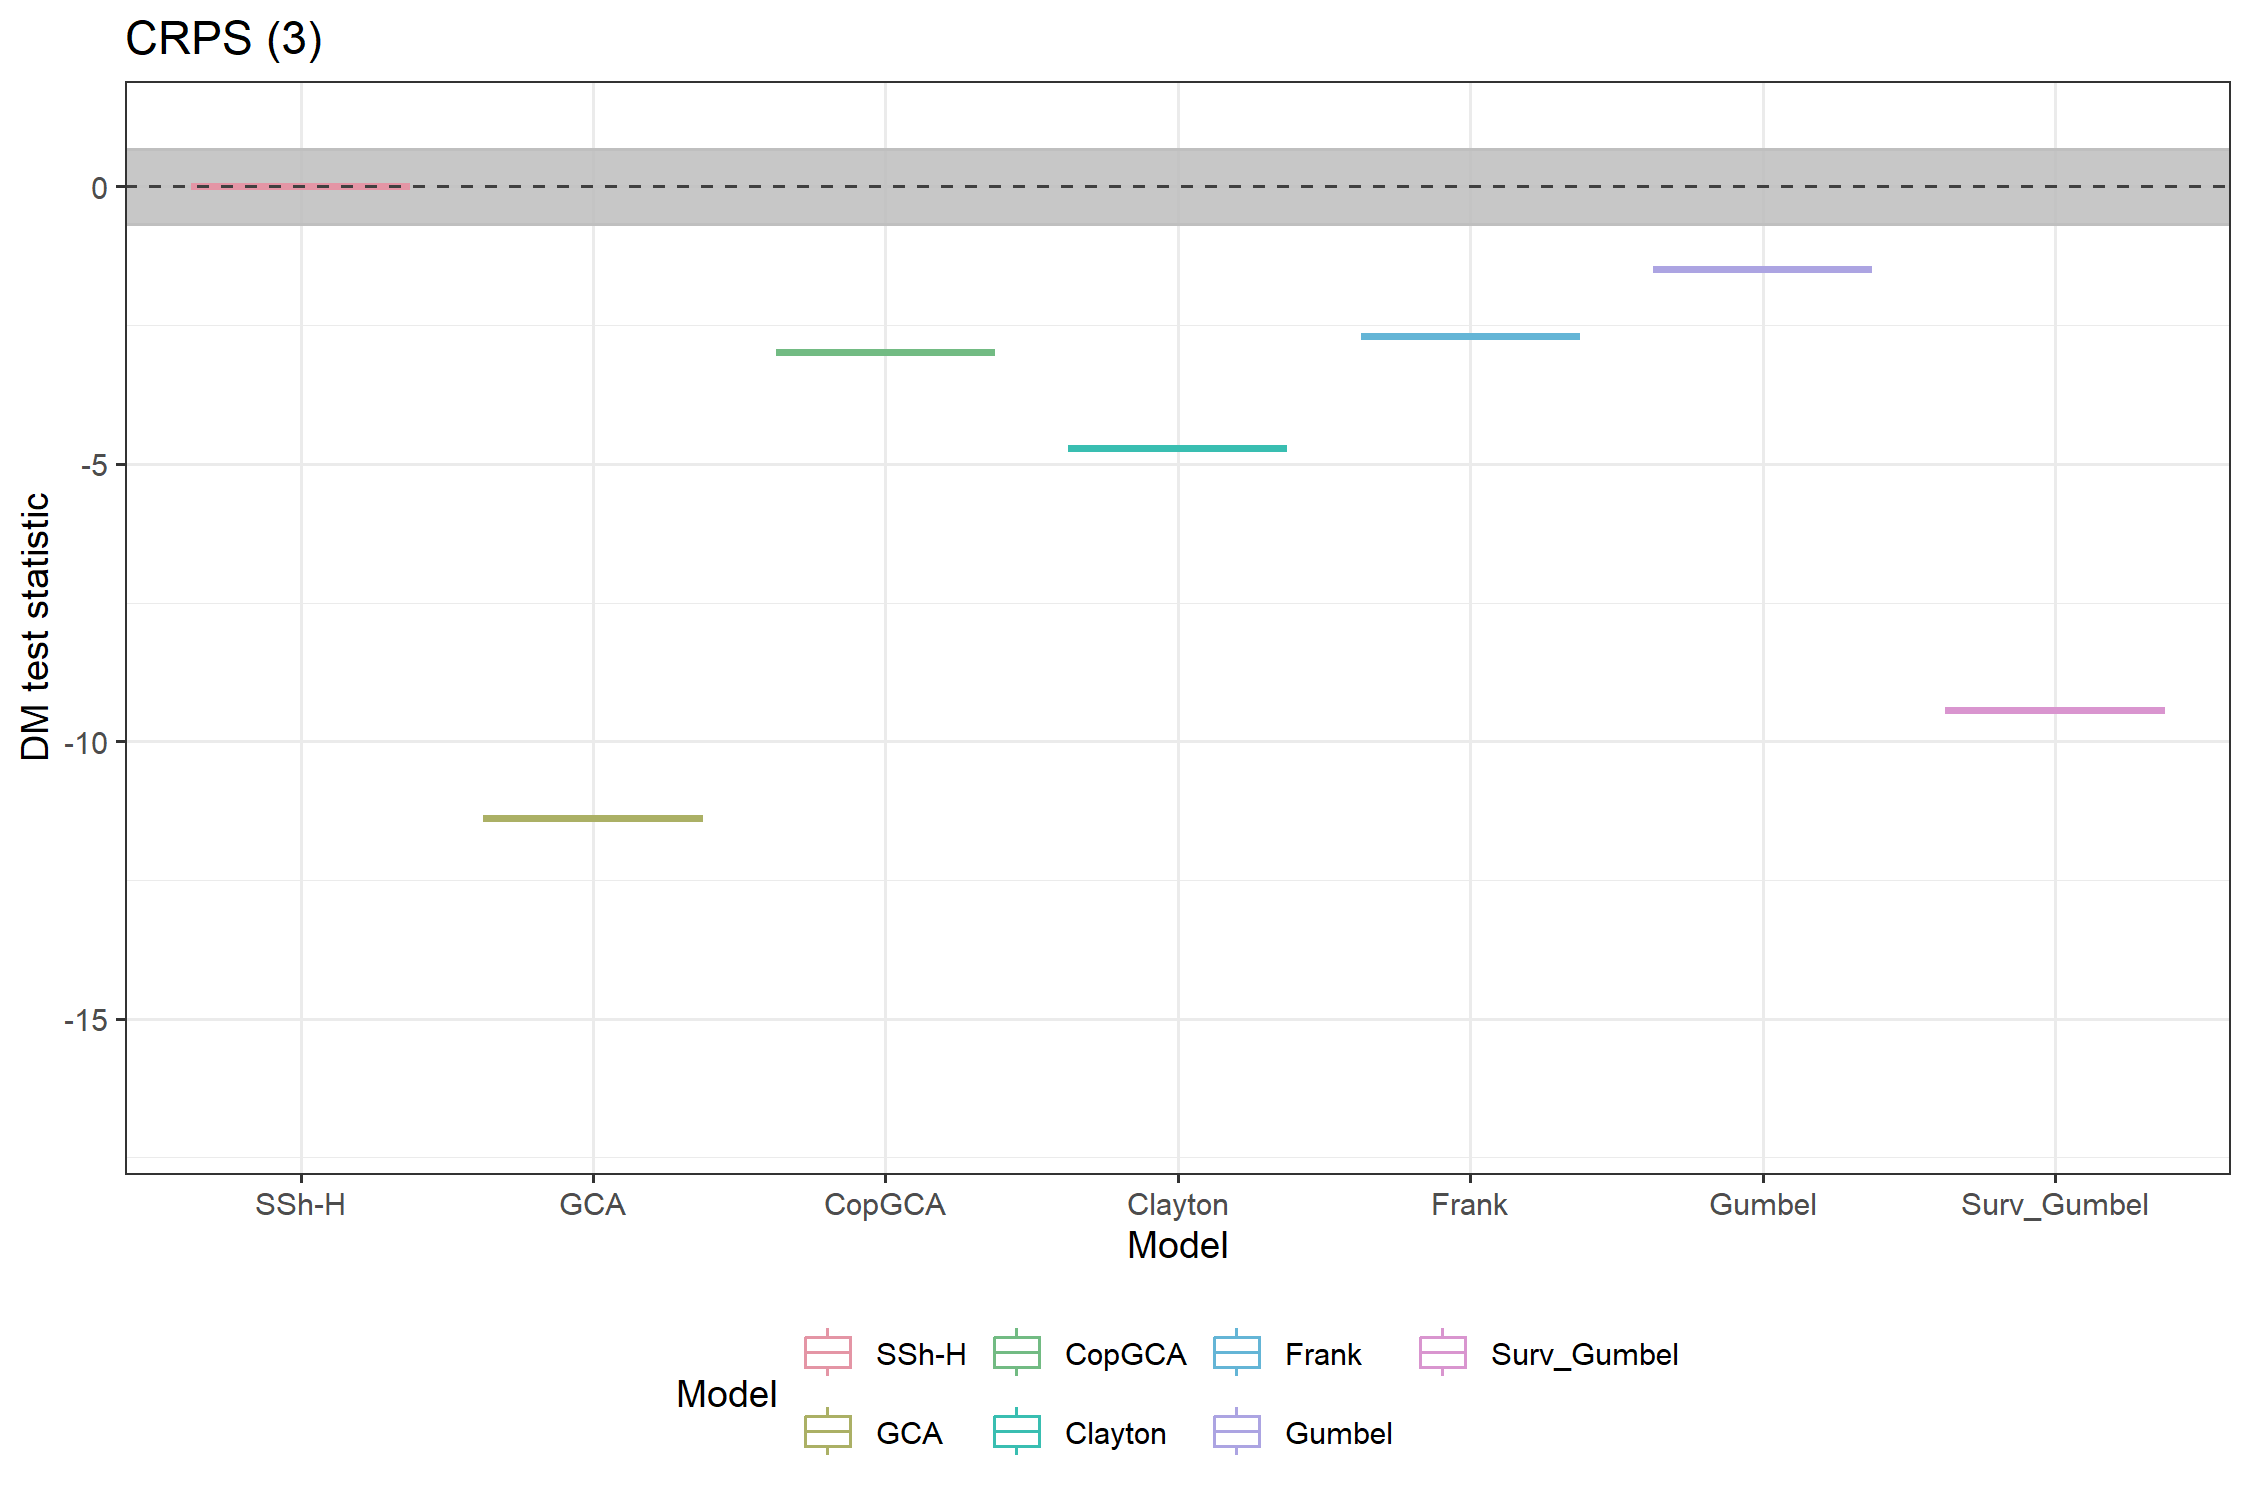 CRPS (3)
DM test statistic
0
-5
-10
-15
SSh-H GCA CopGCA Clayton Frank Gumbel Surv_Gumbel
Model
Model
SSh-H CopGCA Frank Surv_Gumbel
GCA Clayton Gumbel